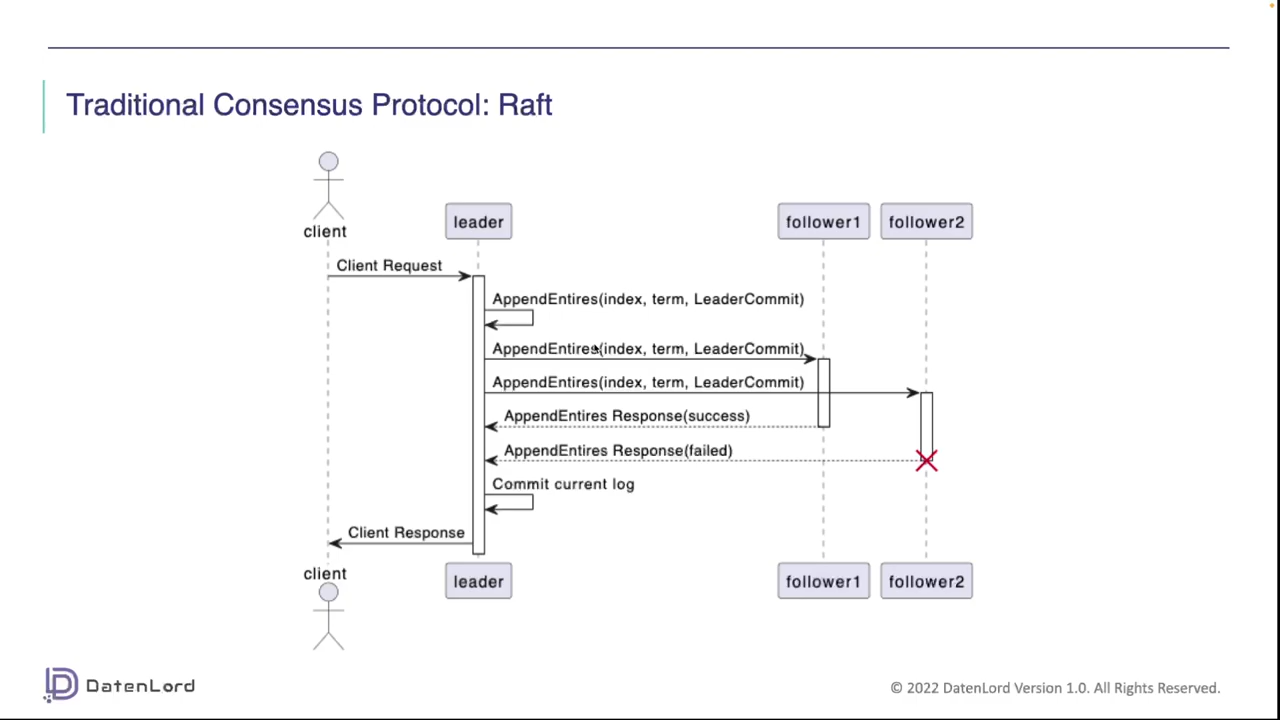 Traditional Consensus Protocol: Raft
client
leader
follower1
follower2
Client Request
AppendEntires(index, term, LeaderCommit)
AppendEntires(index, term, LeaderCommit)
AppendEntires(index, term, LeaderCommit)
AppendEntires Response(success)
AppendEntires Response(failed)
Commit current log
Client Response
client
leader
follower1
follower2
DatenLord
© 2022 DatenLord Version 1.0. All Rights Reserved.